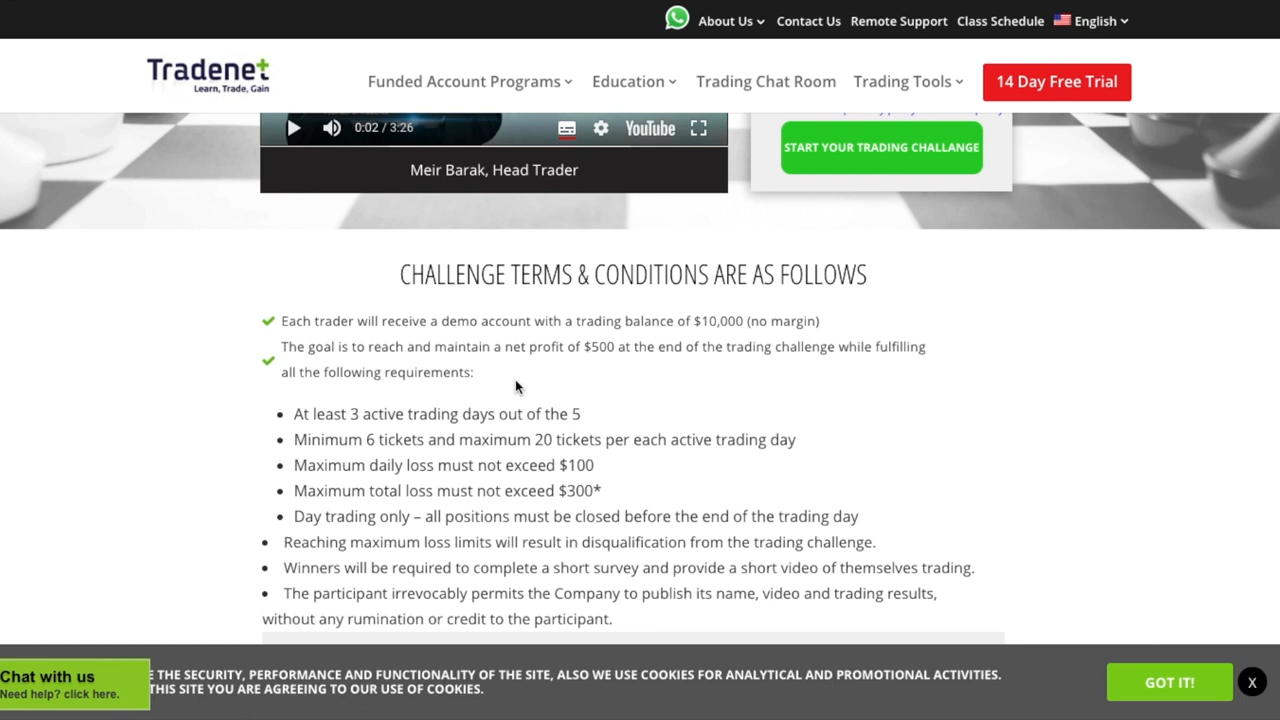 About Us
Contact Us
Remote Support
Class Schedule
English
Tradenet
Learn, Trade, Gain
Funded Account Programs
Education
Trading Chat Room
Trading Tools
14 Day Free Trial
0:02 / 3:26
YouTube
START YOUR TRADING CHALLANGE
Meir Barak, Head Trader
CHALLENGE TERMS & CONDITIONS ARE AS FOLLOWS
Each trader will receive a demo account with a trading balance of $10,000 (no margin)
The goal is to reach and maintain a net profit of $500 at the end of the trading challenge while fulfilling
all the following requirements:
At least 3 active trading days out of the 5
Minimum 6 tickets and maximum 20 tickets per each active trading day
Maximum daily loss must not exceed $100
Maximum total loss must not exceed $300*
Day trading only – all positions must be closed before the end of the trading day
Reaching maximum loss limits will result in disqualification from the trading challenge.
Winners will be required to complete a short survey and provide a short video of themselves trading.
The participant irrevocably permits the Company to publish its name, video and trading results,
without any rumination or credit to the participant.
Chat with us
Need help? click here.
THE SECURITY, PERFORMANCE AND FUNCTIONALITY OF THE SITE, ALSO WE USE COOKIES FOR ANALYTICAL AND PROMOTIONAL ACTIVITIES.
THIS SITE YOU ARE AGREEING TO OUR USE OF COOKIES.
GOT IT!
X